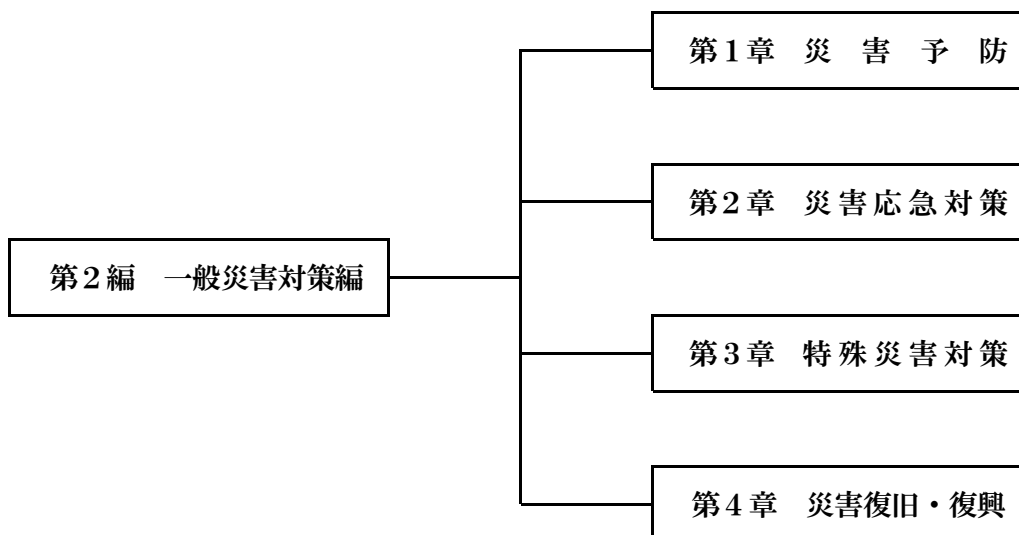 第1章　災　害　予　防
第2章　災害応急対策
第2編　一般災害対策編
第3章　特殊災害対策
第4章　災害復旧・復興